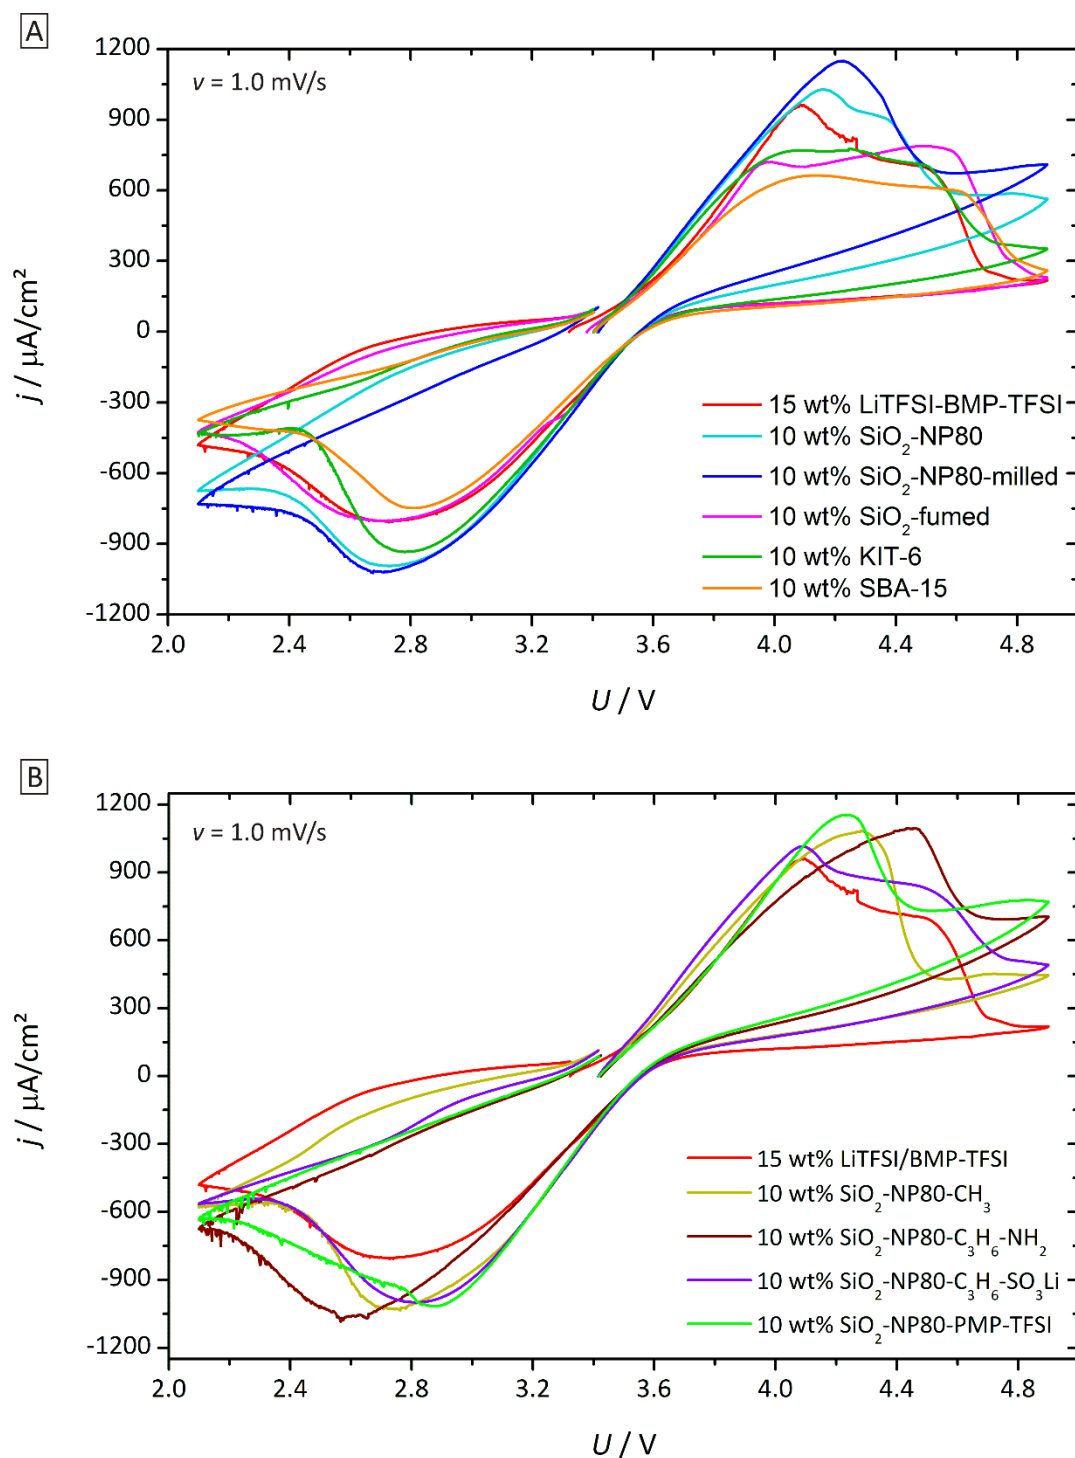 A
1200
900
600
300
0
-300
-600
-900
-1200
j / µA/cm²
v = 1.0 mV/s
15 wt% LiTFSI-BMP-TFSI
10 wt% SiO₂-NP80
10 wt% SiO₂-NP80-milled
10 wt% SiO₂-fumed
10 wt% KIT-6
10 wt% SBA-15
2.0 2.4 2.8 3.2 3.6 4.0 4.4 4.8
U / V
B
1200
900
600
300
0
-300
-600
-900
-1200
j / µA/cm²
v = 1.0 mV/s
15 wt% LiTFSI/BMP-TFSI
10 wt% SiO₂-NP80-CH₃
10 wt% SiO₂-NP80-C₃H₆-NH₂
10 wt% SiO₂-NP80-C₃H₆-SO₃Li
10 wt% SiO₂-NP80-PMP-TFSI
2.0 2.4 2.8 3.2 3.6 4.0 4.4 4.8
U / V